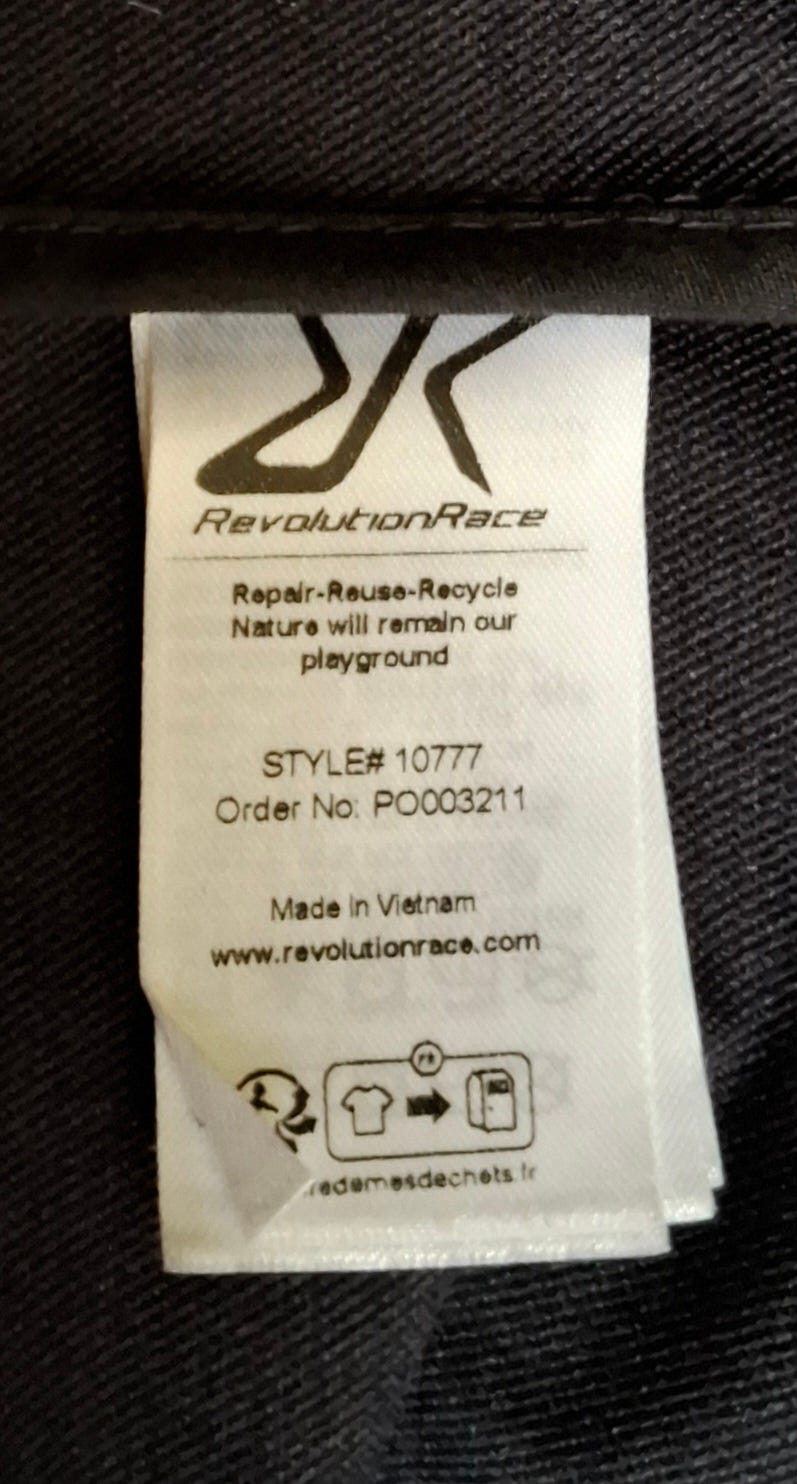 RevolutionRace
Repair-Reuse-Recycle
Nature will remain our
playground
STYLE# 10777
Order No: PO003211
Made in Vietnam
www.revolutionrace.com
FR